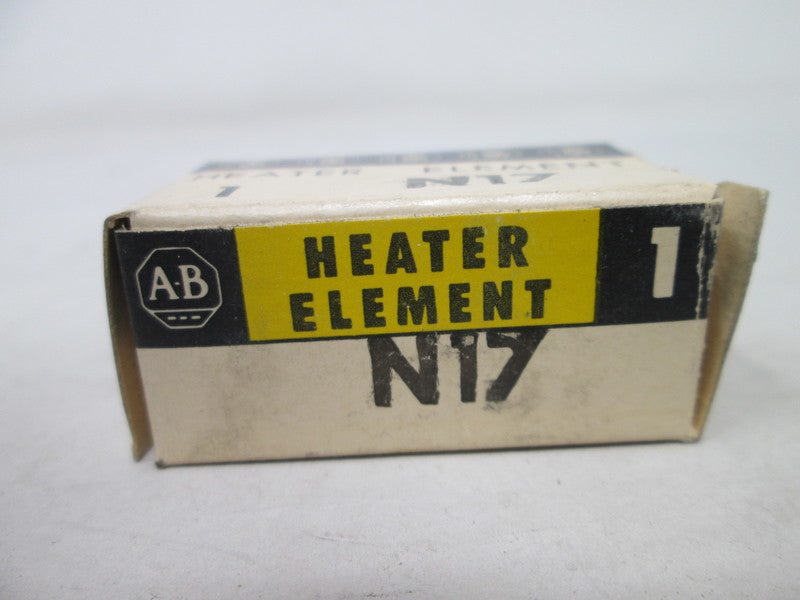 HEATER ELEMENT
1 N17
A-B
HEATER
ELEMENT
1
N17